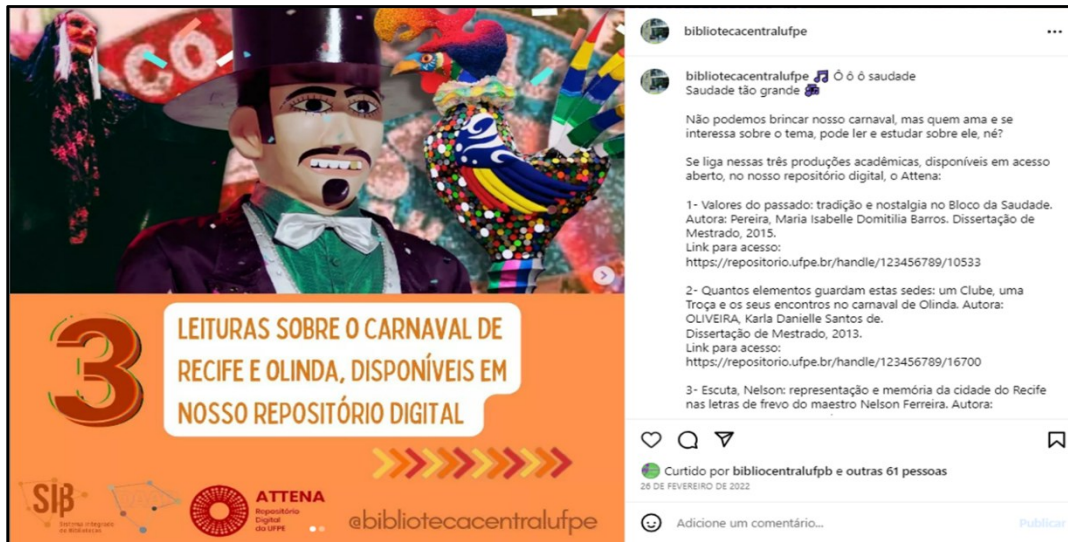 CO
3
LEITURAS SOBRE O CARNAVAL DE
RECIFE E OLINDA, DISPONÍVEIS EM
NOSSO REPOSITÓRIO DIGITAL
SIB
Sistema Integrado
de Bibliotecas
ATTENA
Repositório
Digital
da UFPE
@bibliotecacentralufpe
bibliotecacentralufpe
bibliotecacentralufpe 🎵 Ô ô ô saudade
Saudade tão grande 🎶
Não podemos brincar nosso carnaval, mas quem ama e se
interessa sobre o tema, pode ler e estudar sobre ele, né?
Se liga nessas três produções acadêmicas, disponíveis em acesso
aberto, no nosso repositório digital, o Attena:
1- Valores do passado: tradição e nostalgia no Bloco da Saudade.
Autora: Pereira, Maria Isabelle Domitilia Barros. Dissertação de
Mestrado, 2015.
Link para acesso:
https://repositorio.ufpe.br/handle/123456789/10533
2- Quantos elementos guardam estas sedes: um Clube, uma
Troça e os seus encontros no carnaval de Olinda. Autora:
OLIVEIRA, Karla Danielle Santos de.
Dissertação de Mestrado, 2013.
Link para acesso:
https://repositorio.ufpe.br/handle/123456789/16700
3- Escuta, Nelson: representação e memória da cidade do Recife
nas letras de frevo do maestro Nelson Ferreira. Autora:
Curtido por bibliocentralufpb e outras 61 pessoas
26 DE FEVEREIRO DE 2022
Adicione um comentário...
Publicar